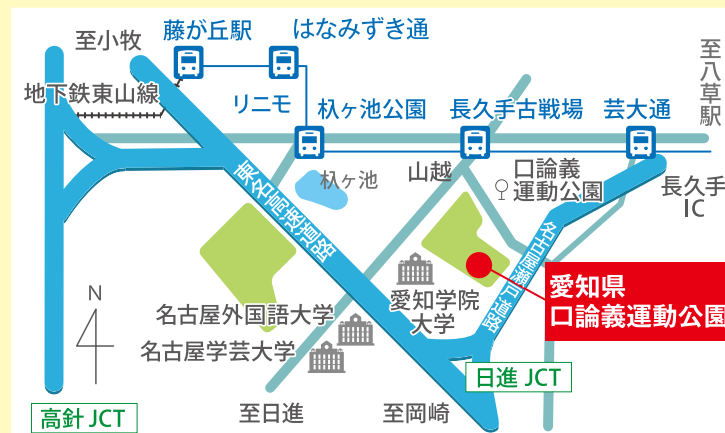 至小牧
藤が丘駅
はなみずき通
至八草駅
地下鉄東山線
リニモ
杁ヶ池公園
長久手古戦場
芸大通
杁ヶ池
山越
口論義
運動公園
長久手
IC
東名高速道路
名古屋瀬戸道路
愛知県
口論義運動公園
N
愛知学院
大学
名古屋外国語大学
名古屋学芸大学
日進 JCT
高針 JCT
至日進
至岡崎